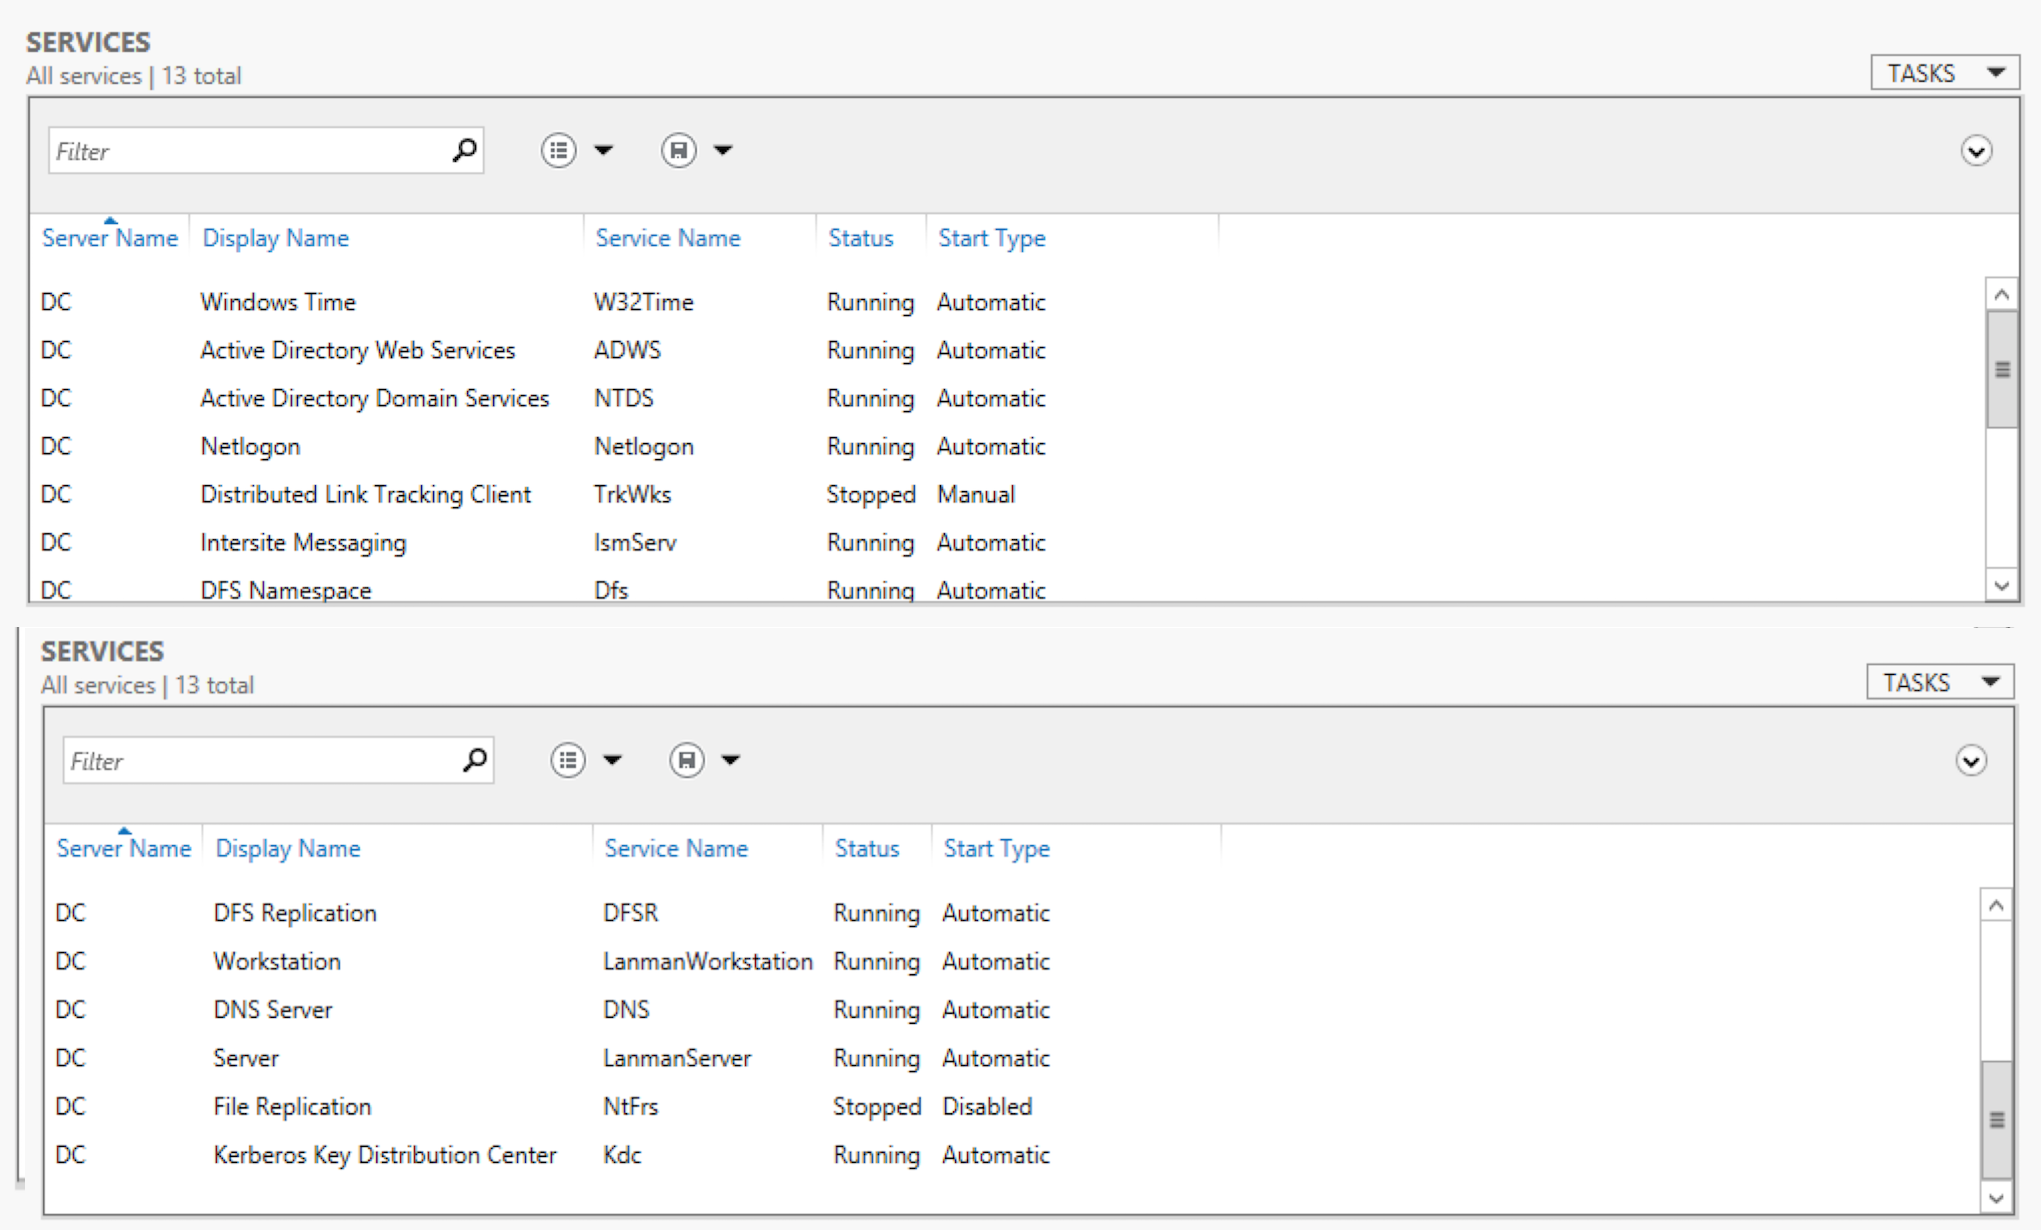 SERVICES
All services | 13 total
TASKS
Filter
Server Name Display Name Service Name Status Start Type
DC Windows Time W32Time Running Automatic
DC Active Directory Web Services ADWS Running Automatic
DC Active Directory Domain Services NTDS Running Automatic
DC Netlogon Netlogon Running Automatic
DC Distributed Link Tracking Client TrkWks Stopped Manual
DC Intersite Messaging IsmServ Running Automatic
DC DFS Namespace Dfs Running Automatic
SERVICES
All services | 13 total
TASKS
Filter
Server Name Display Name Service Name Status Start Type
DC DFS Replication DFSR Running Automatic
DC Workstation LanmanWorkstation Running Automatic
DC DNS Server DNS Running Automatic
DC Server LanmanServer Running Automatic
DC File Replication NtFrs Stopped Disabled
DC Kerberos Key Distribution Center Kdc Running Automatic